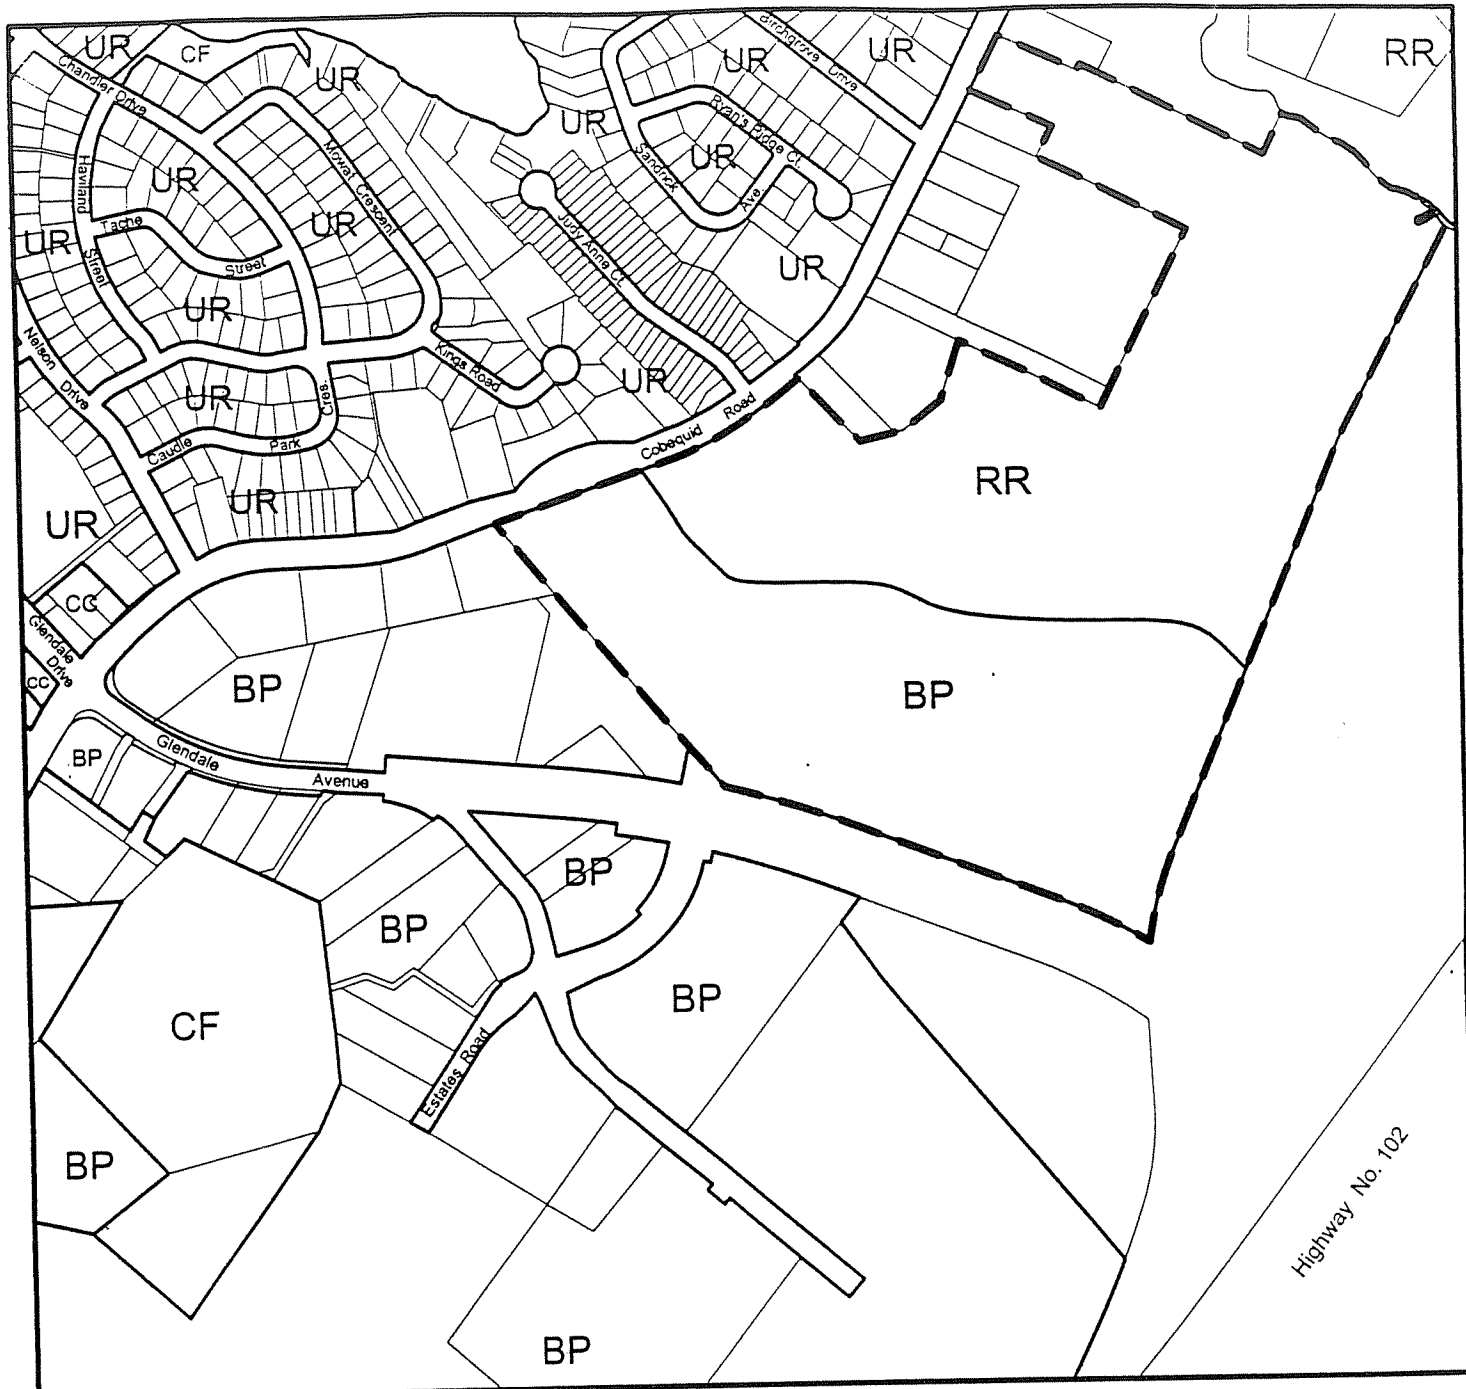 UR
CF
UR
UR
Birchgrove Drive
UR
RR
Chandler Drive
UR
Ryan's Ridge Ct.
UR
Sandrick
Ave.
Haviland
Street
UR
Mowat Crescent
UR
UR
Tache
Street
Judy Anne Ct.
UR
UR
Nelson Drive
Kings Road
UR
UR
Cres.
Park
Caudle
Cobequid Road
RR
UR
UR
CC
Glendale Drive
CC
BP
BP
BP
Glendale Avenue
BP
BP
BP
CF
Estates Road
BP
Highway No. 102
BP